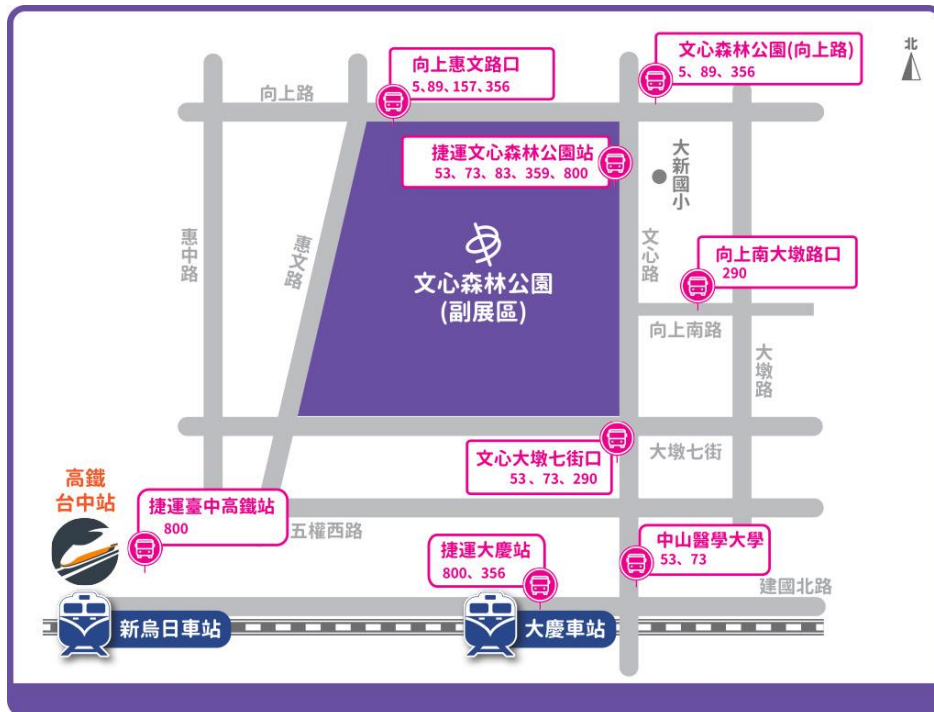 北
向上惠文路口
5、89、157、356
文心森林公園(向上路)
5、89、356
向上路
捷運文心森林公園站
53、73、83、359、800
大新國小
惠中路
惠文路
文心路
向上南大墩路口
290
文心森林公園
(副展區)
向上南路
大墩路
文心大墩七街口
53、73、290
大墩七街
高鐵
台中站
捷運臺中高鐵站
800
五權西路
捷運大慶站
800、356
中山醫學大學
53、73
建國北路
新烏日車站
大慶車站